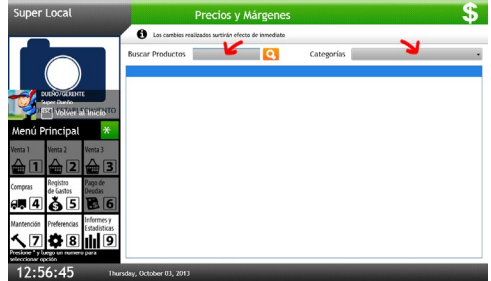 Super Local
Precios y Márgenes
$
Los cambios realizados surtirán efecto de inmediato
Buscar Productos
Categorías
DUEÑO/GERENTE
Super Dueño
ESTABLECIMIENTO
ESC Volver al Inicio
Menú Principal *
Venta 1 Venta 2 Venta 3
1 2 3
Compras Registro de Gastos Pago de Deudas
4 5 6
Mantención Preferencias Informes y Estadísticas
7 8 9
Presione * y luego un numero para
seleccionar opción
12:56:45 Thursday, October 03, 2013